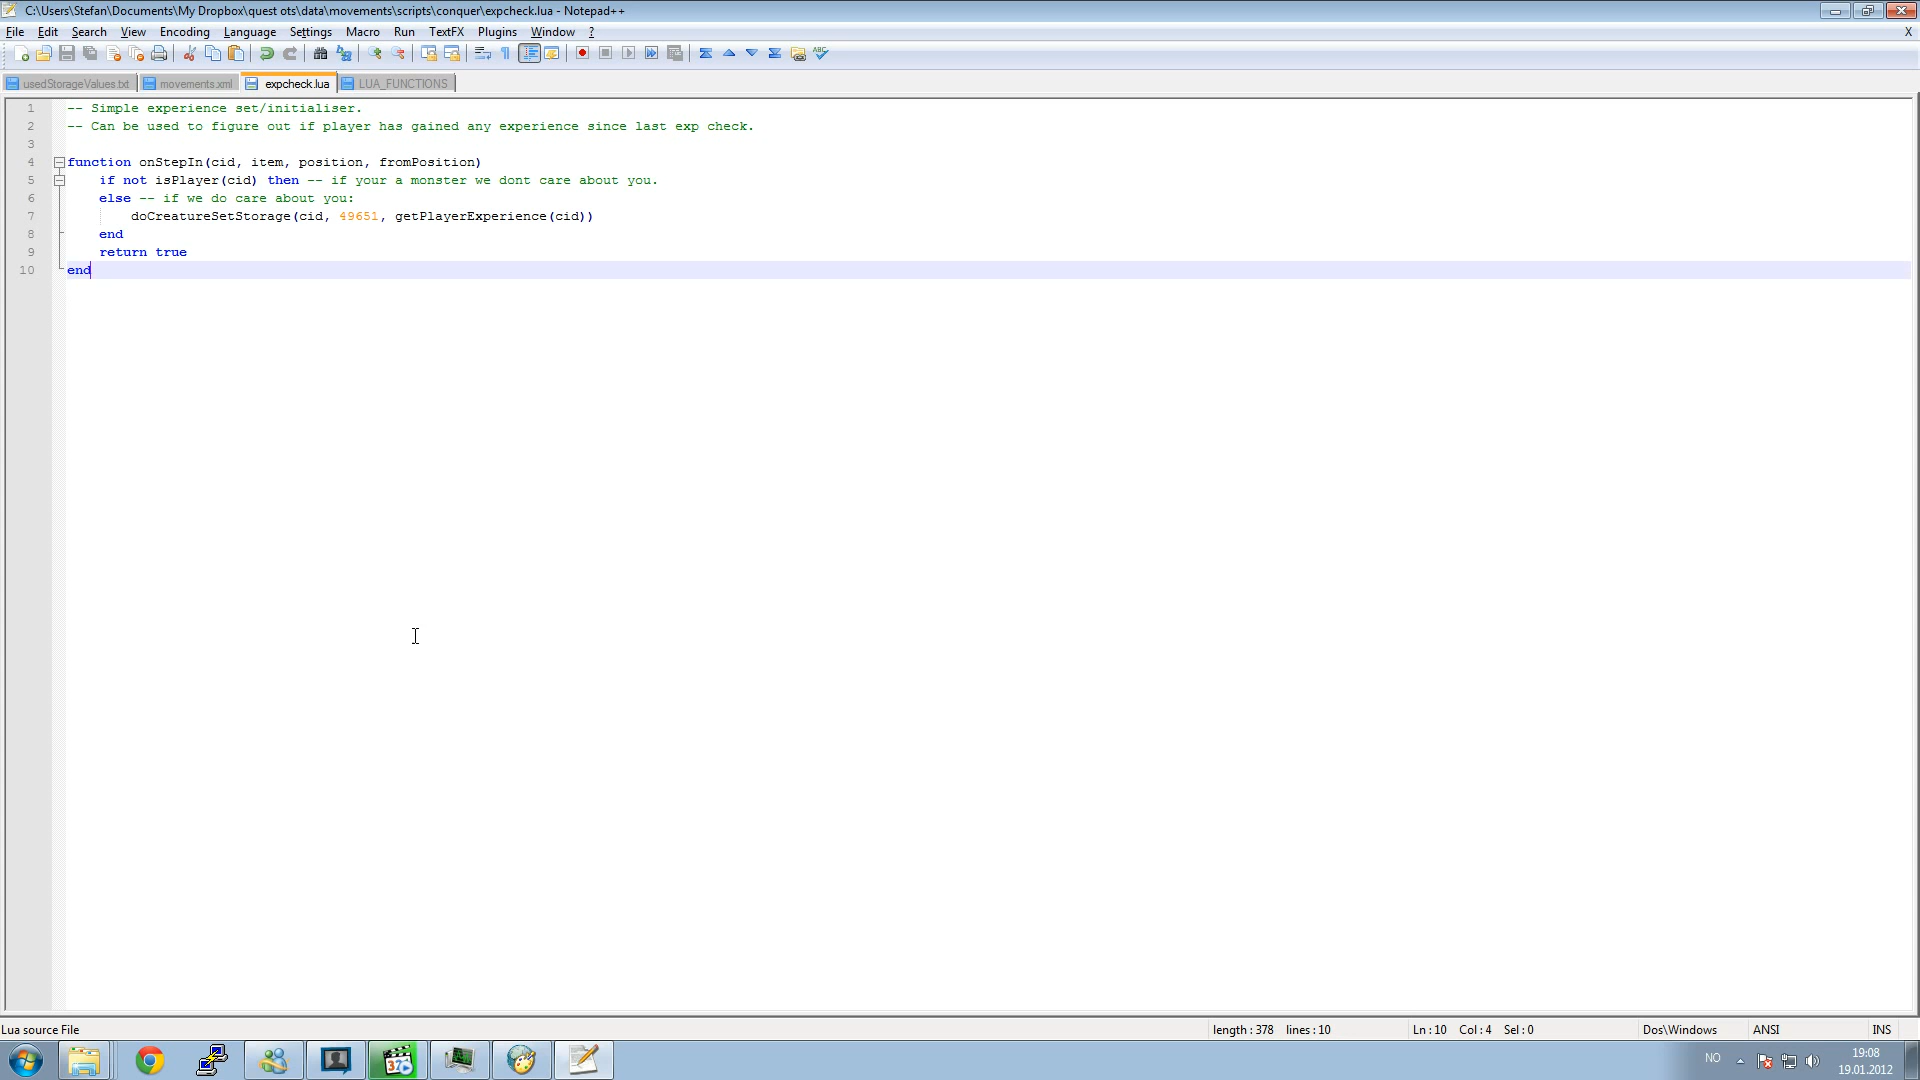 C:\Users\Stefan\Documents\My Dropbox\quest ots\data\movements\scripts\conquer\expcheck.lua - Notepad++
File Edit Search View Encoding Language Settings Macro Run TextFX Plugins Window ? X
usedStorageValues.txt movements.xml expcheck.lua LUA_FUNCTIONS
1 -- Simple experience set/initialiser.
2 -- Can be used to figure out if player has gained any experience since last exp check.
3
4 function onStepIn(cid, item, position, fromPosition)
5 if not isPlayer(cid) then -- if your a monster we dont care about you.
6 else -- if we do care about you:
7 doCreatureSetStorage(cid, 49651, getPlayerExperience(cid))
8 end
9 return true
10 end
Lua source File length : 378 lines : 10 Ln : 10 Col : 4 Sel : 0 Dos\Windows ANSI INS
NO 19:08
19.01.2012